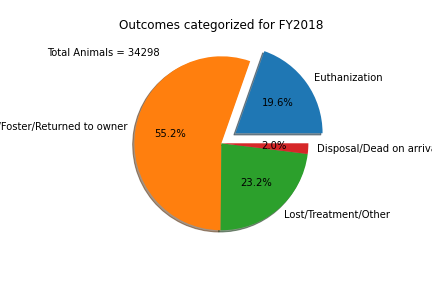 Outcomes categorized for FY2018
Total Animals = 34298
Euthanization
19.6%
/Foster/Returned to owner
55.2%
2.0%
Disposal/Dead on arriva
23.2%
Lost/Treatment/Other